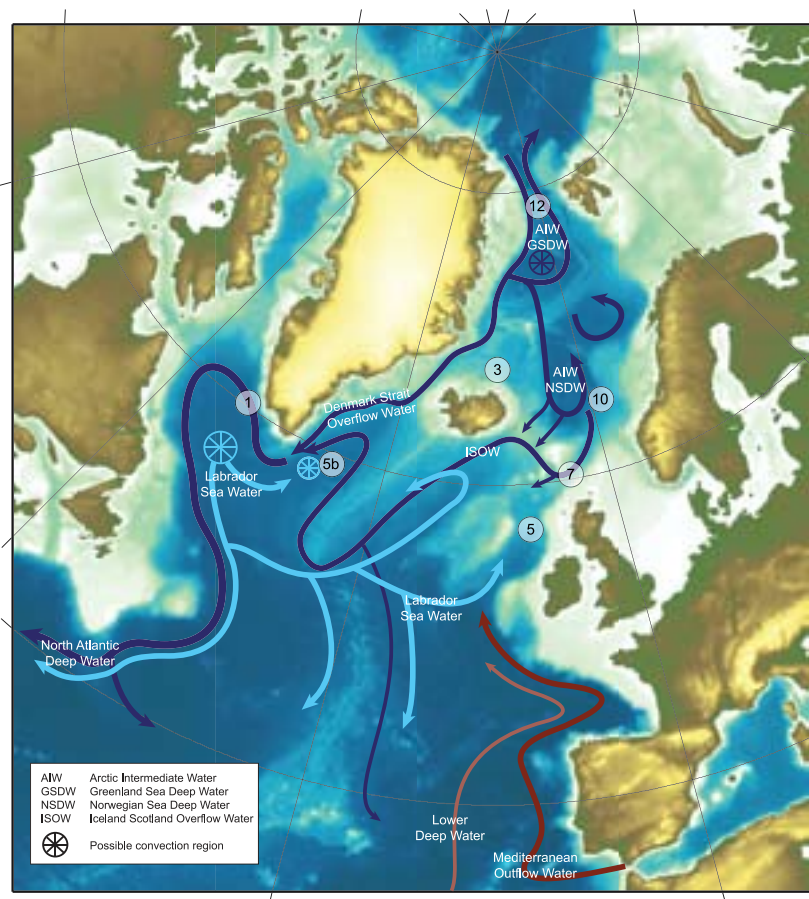 12
AIW
GSDW
3
AIW
NSDW
1
10
Denmark Strait
Overflow Water
ISOW
5b
7
Labrador
Sea Water
5
Labrador
Sea Water
North Atlantic
Deep Water
Lower
Deep Water
Mediterranean
Outflow Water
AIW Arctic Intermediate Water
GSDW Greenland Sea Deep Water
NSDW Norwegian Sea Deep Water
ISOW Iceland Scotland Overflow Water
Possible convection region